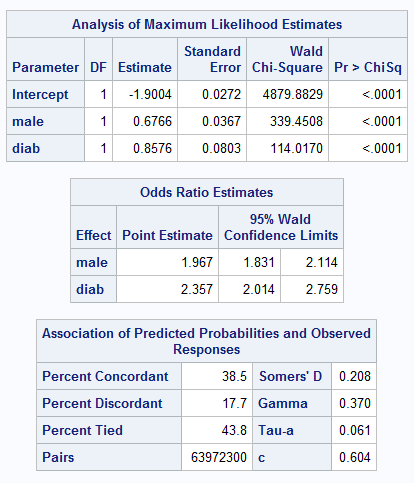 Analysis of Maximum Likelihood Estimates
Parameter DF Estimate Standard Error Wald Chi-Square Pr > ChiSq
Intercept 1 -1.9004 0.0272 4879.8829 <.0001
male 1 0.6766 0.0367 339.4508 <.0001
diab 1 0.8576 0.0803 114.0170 <.0001
Odds Ratio Estimates
Effect Point Estimate 95% Wald Confidence Limits
male 1.967 1.831 2.114
diab 2.357 2.014 2.759
Association of Predicted Probabilities and Observed
Responses
Percent Concordant 38.5 Somers' D 0.208
Percent Discordant 17.7 Gamma 0.370
Percent Tied 43.8 Tau-a 0.061
Pairs 63972300 c 0.604